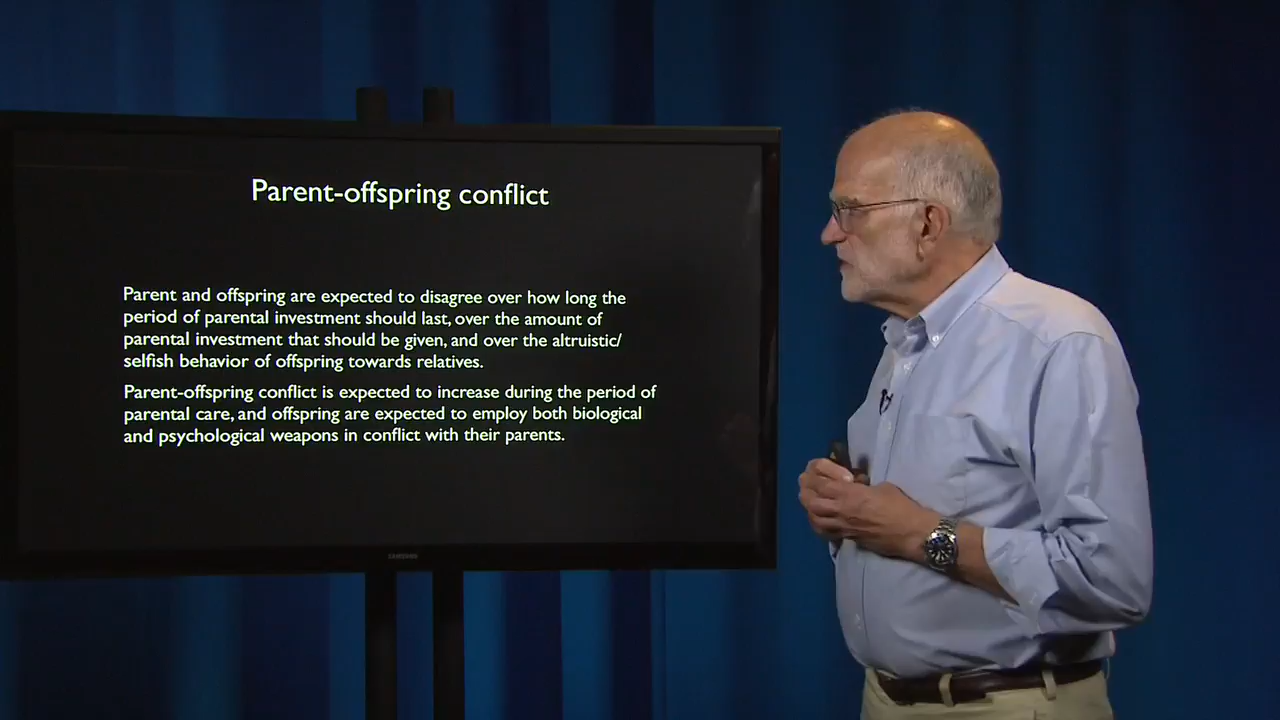 Parent-offspring conflict
Parent and offspring are expected to disagree over how long the
period of parental investment should last, over the amount of
parental investment that should be given, and over the altruistic/
selfish behavior of offspring towards relatives.
Parent-offspring conflict is expected to increase during the period of
parental care, and offspring are expected to employ both biological
and psychological weapons in conflict with their parents.
SAMSUNG